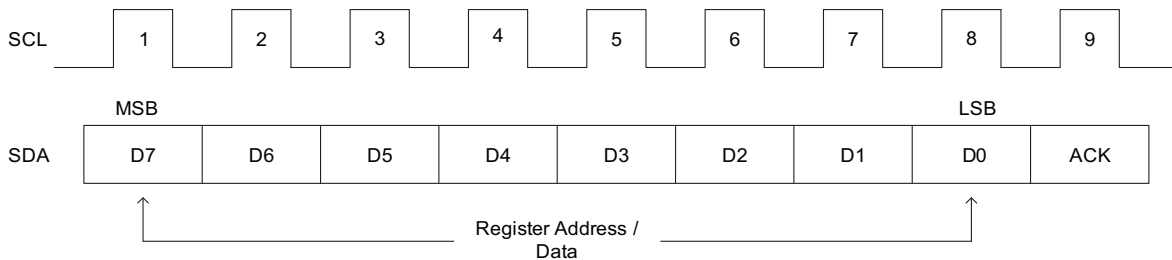 SCL 1 2 3 4 5 6 7 8 9
MSB LSB
SDA D7 D6 D5 D4 D3 D2 D1 D0 ACK
Register Address /
Data